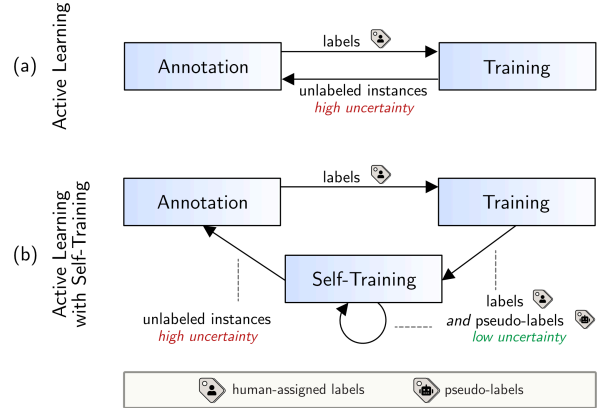 Active Learning
(a)
labels
Annotation
Training
unlabeled instances
high uncertainty
Active Learning
with Self-Training
(b)
labels
Annotation
Training
Self-Training
unlabeled instances
high uncertainty
labels
and pseudo-labels
low uncertainty
human-assigned labels
pseudo-labels